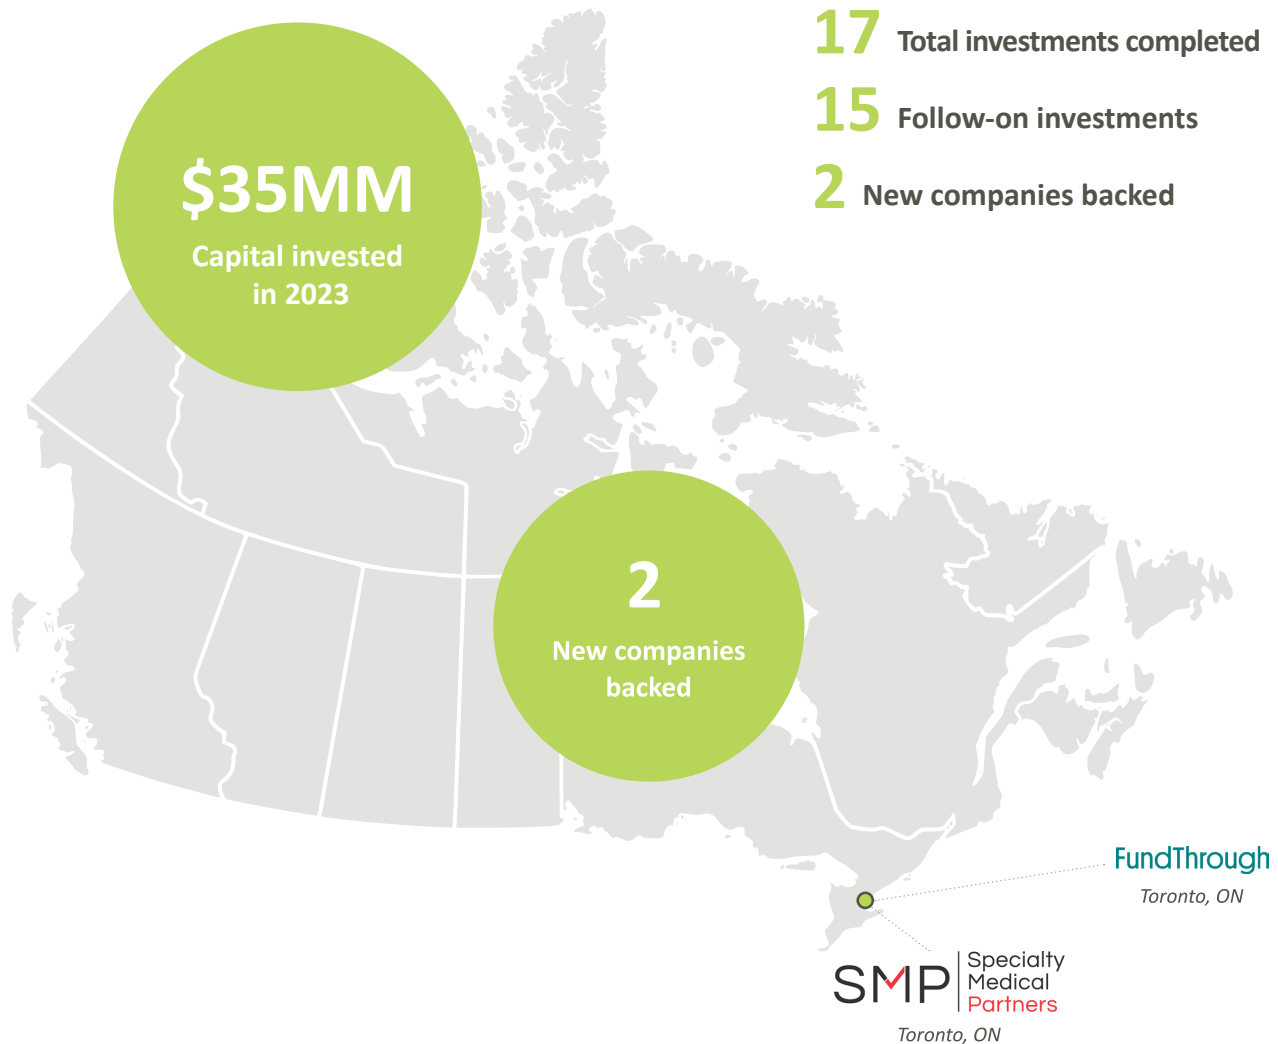 17 Total investments completed
15 Follow-on investments
2 New companies backed
$35MM
Capital invested
in 2023
2
New companies
backed
FundThrough
Toronto, ON
SMP
Specialty
Medical
Partners
Toronto, ON